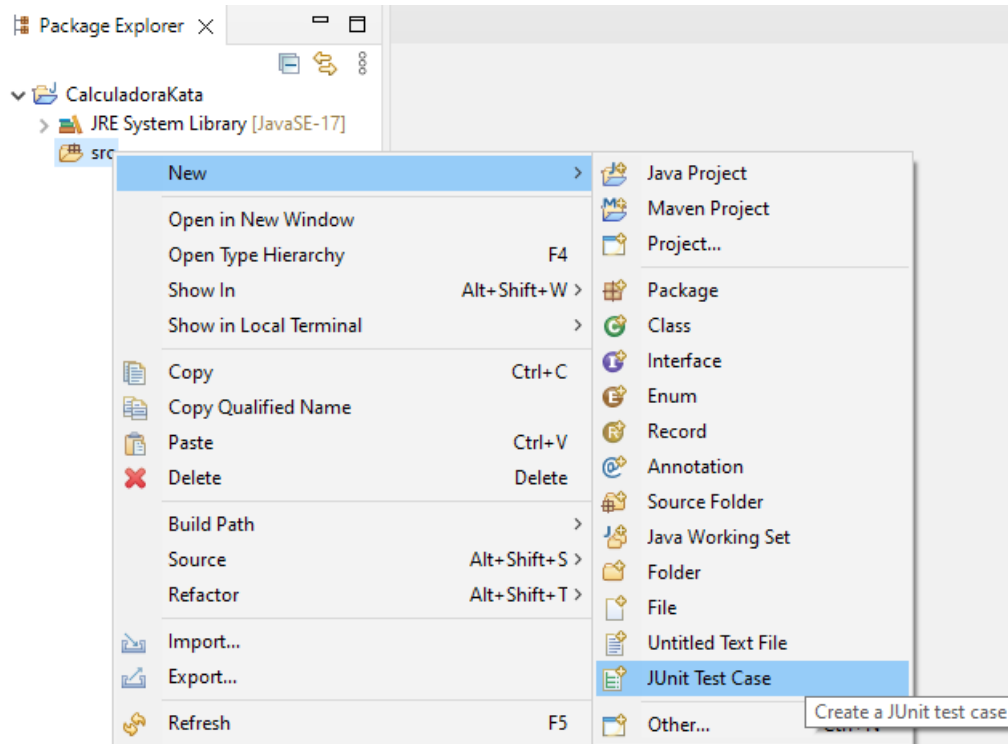 Package Explorer
CalculadoraKata
JRE System Library [JavaSE-17]
src
New
Open in New Window
Open Type Hierarchy F4
Show In Alt+Shift+W >
Show in Local Terminal
Copy Ctrl+C
Copy Qualified Name
Paste Ctrl+V
Delete Delete
Build Path
Source Alt+Shift+S >
Refactor Alt+Shift+T >
Import...
Export...
Refresh F5
Java Project
Maven Project
Project...
Package
Class
Interface
Enum
Record
Annotation
Source Folder
Java Working Set
Folder
File
Untitled Text File
JUnit Test Case
Other...
Create a JUnit test case